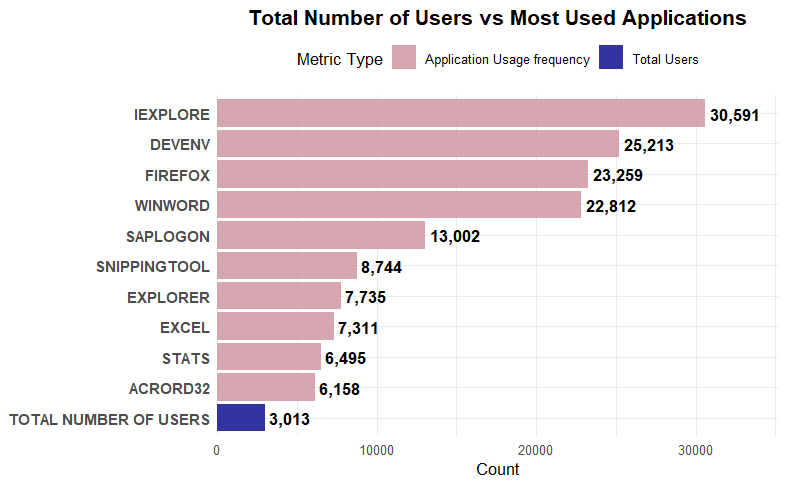 Total Number of Users vs Most Used Applications
Metric Type Application Usage frequency Total Users
IEXPLORE 30,591
DEVENV 25,213
FIREFOX 23,259
WINWORD 22,812
SAPLOGON 13,002
SNIPPINGTOOL 8,744
EXPLORER 7,735
EXCEL 7,311
STATS 6,495
ACRORD32 6,158
TOTAL NUMBER OF USERS 3,013
0 10000 20000 30000
Count